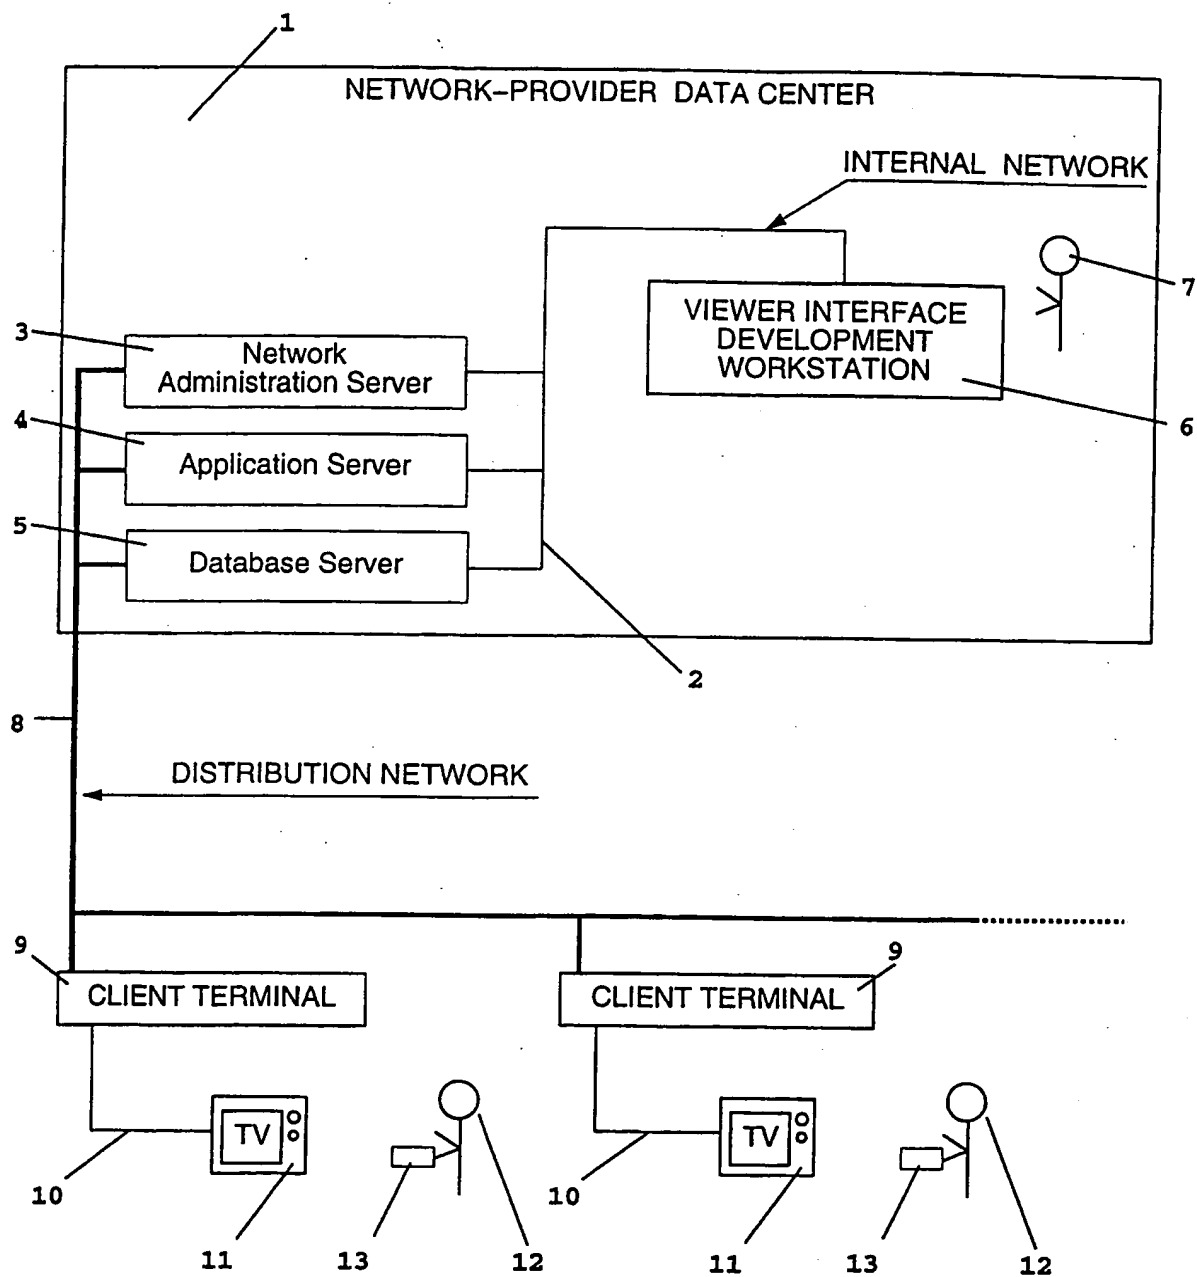 1
NETWORK-PROVIDER DATA CENTER
INTERNAL NETWORK
7
VIEWER INTERFACE
DEVELOPMENT
WORKSTATION
3
Network
Administration Server
6
4
Application Server
5
Database Server
2
8
DISTRIBUTION NETWORK
9
CLIENT TERMINAL
9
CLIENT TERMINAL
TV
TV
10
11
13
12
10
11
13
12